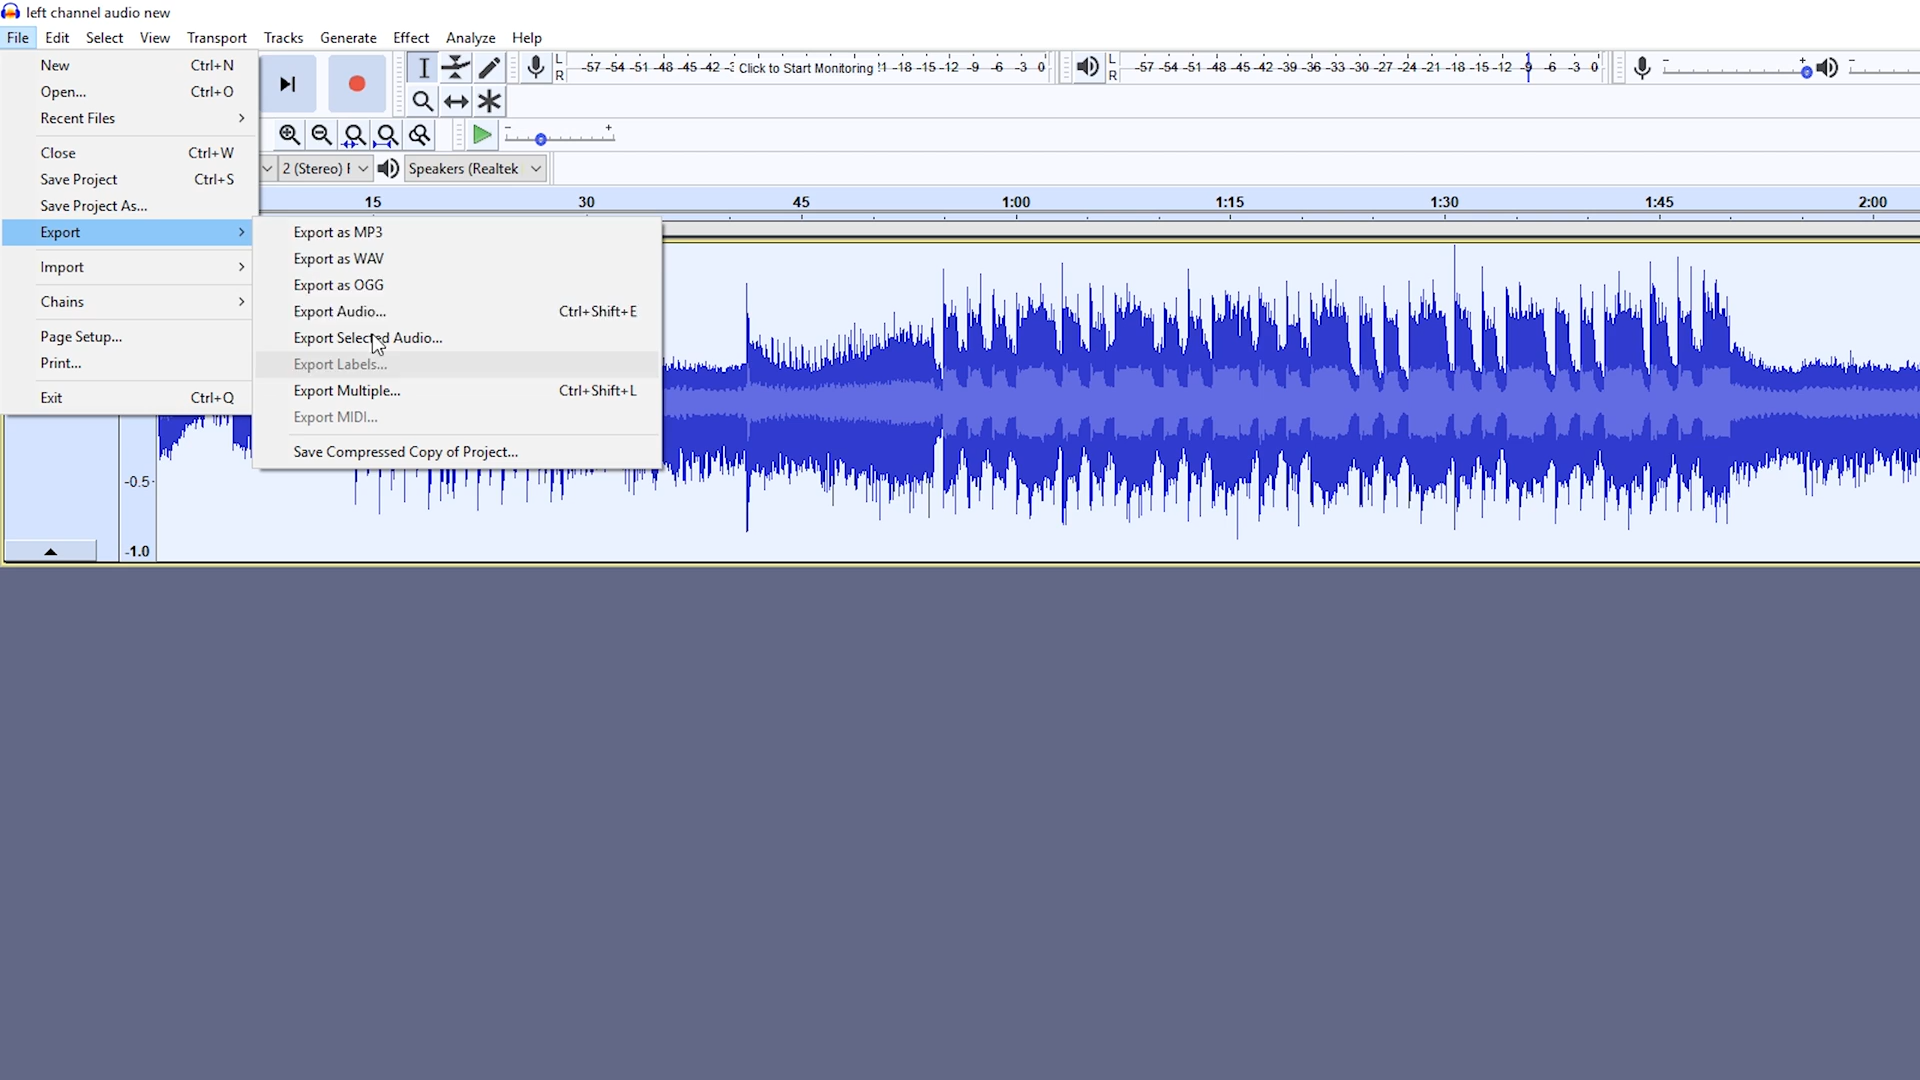 left channel audio new
File Edit Select View Transport Tracks Generate Effect Analyze Help
New Ctrl+N
Open... Ctrl+O
Recent Files
Close Ctrl+W
Save Project Ctrl+S
Save Project As...
Export
Import
Chains
Page Setup...
Print...
Exit Ctrl+Q
L
R
-57 -54 -51 -48 -45 -42 -3 Click to Start Monitoring !1 -18 -15 -12 -9 -6 -3 0
L
R
-57 -54 -51 -48 -45 -42 -39 -36 -33 -30 -27 -24 -21 -18 -15 -12 -9 -6 -3 0
2 (Stereo) Speakers (Realtek
15 30 45 1:00 1:15 1:30 1:45 2:00
Export as MP3
Export as WAV
Export as OGG
Export Audio... Ctrl+Shift+E
Export Selected Audio...
Export Labels...
Export Multiple... Ctrl+Shift+L
Export MIDI...
Save Compressed Copy of Project...
-0.5
-1.0